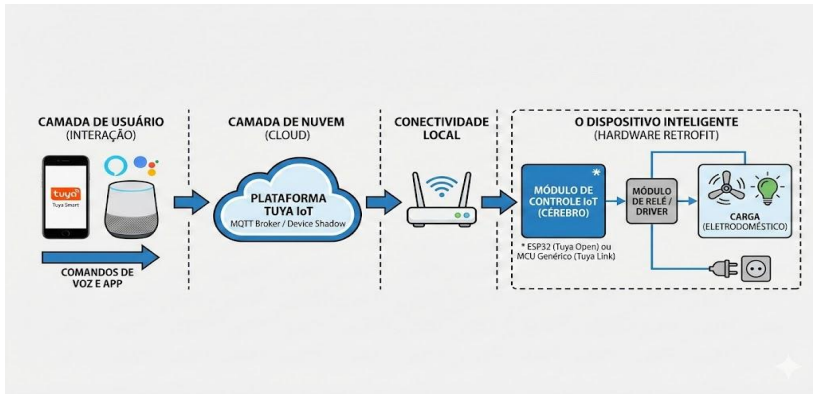 CAMADA DE USUÁRIO
(INTERAÇÃO)
tuya
Tuya Smart
COMANDOS DE
VOZ E APP
CAMADA DE NUVEM
(CLOUD)
PLATAFORMA
TUYA IoT
MQTT Broker / Device Shadow
CONECTIVIDADE
LOCAL
O DISPOSITIVO INTELIGENTE
(HARDWARE RETROFIT)
*
MÓDULO DE
CONTROLE IoT
(CÉREBRO)
* ESP32 (Tuya Open) ou
MCU Genérico (Tuya Link)
MÓDULO
DE RELÉ /
DRIVER
CARGA
(ELETRODOMÉSTICO)